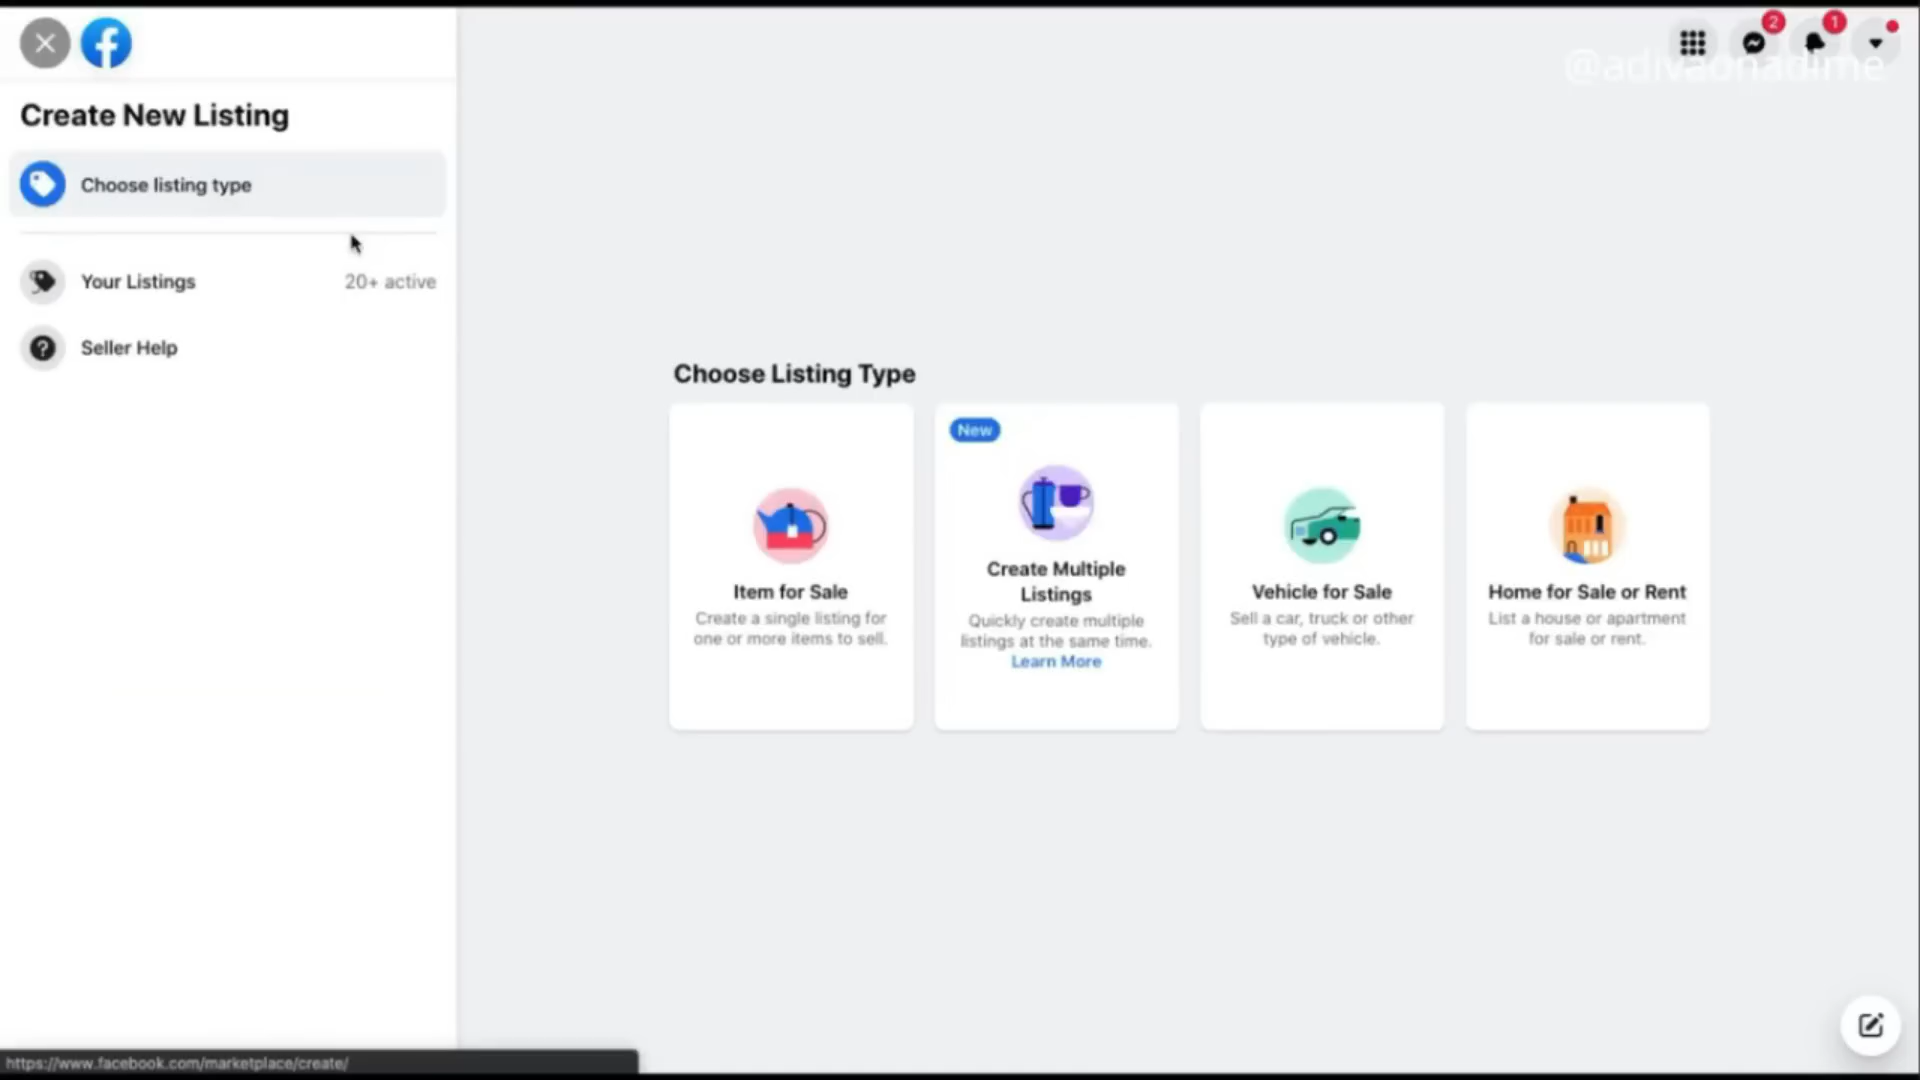 2
1
@adivaonadime
Create New Listing
Choose listing type
Your Listings
20+ active
Seller Help
Choose Listing Type
New
Item for Sale
Create a single listing for
one or more items to sell.
Create Multiple
Listings
Quickly create multiple
listings at the same time.
Learn More
Vehicle for Sale
Sell a car, truck or other
type of vehicle.
Home for Sale or Rent
List a house or apartment
for sale or rent.
https://www.facebook.com/marketplace/create/